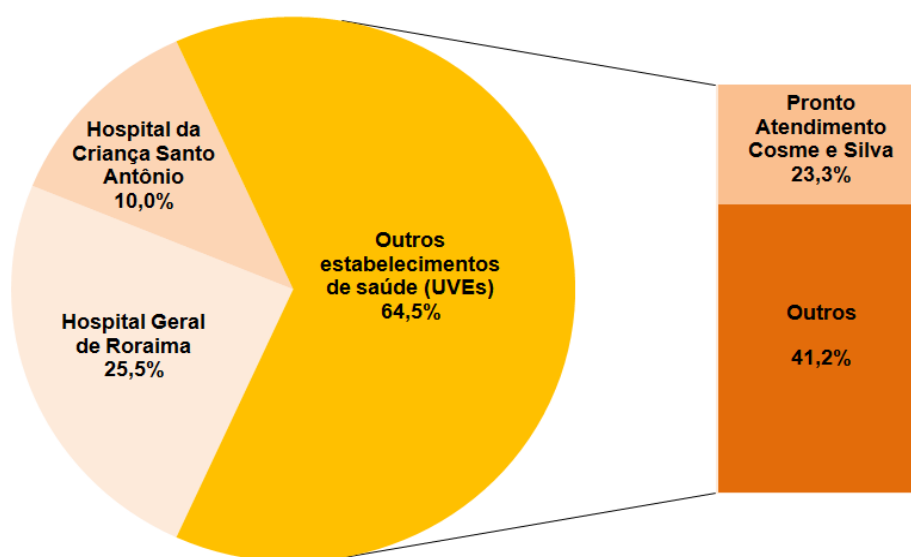 Hospital da
Criança Santo
Antônio
10,0%
Hospital Geral
de Roraima
25,5%
Outros
estabelecimentos
de saúde (UVEs)
64,5%
Pronto
Atendimento
Cosme e Silva
23,3%
Outros
41,2%